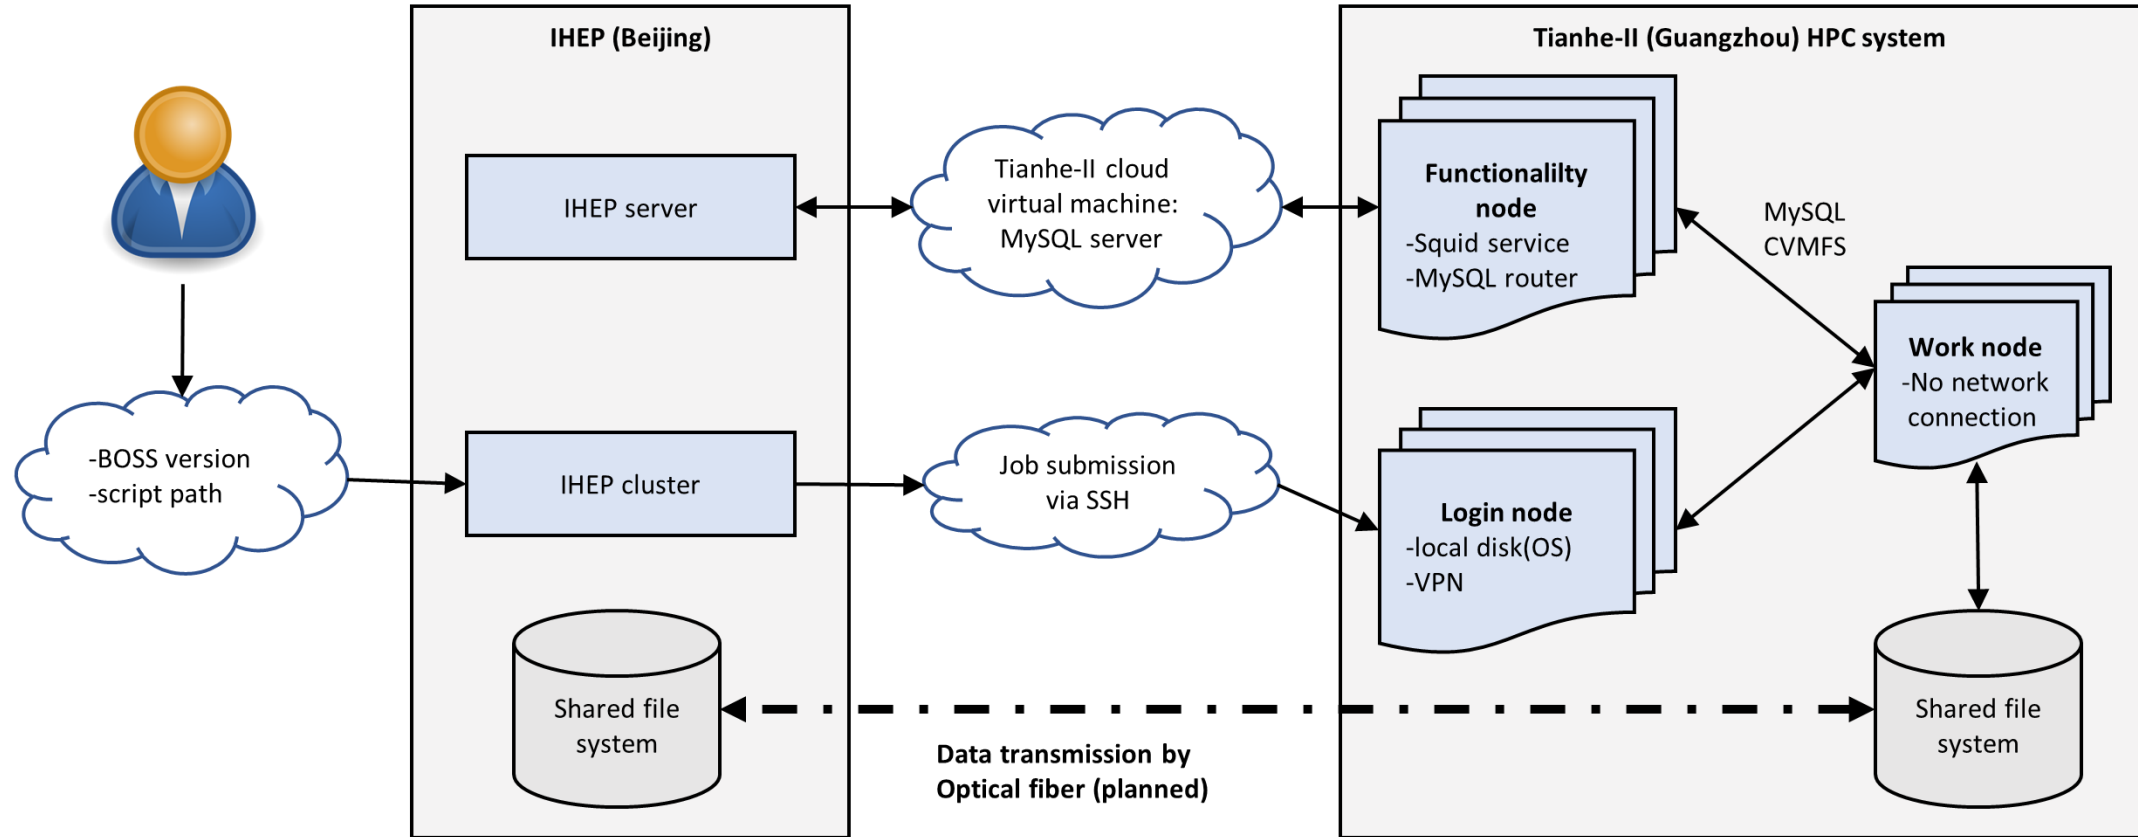 IHEP (Beijing)
Tianhe-II (Guangzhou) HPC system
IHEP server
Tianhe-II cloud
virtual machine:
MySQL server
Functionalilty
node
-Squid service
-MySQL router
MySQL
CVMFS
Work node
-No network
connection
-BOSS version
-script path
IHEP cluster
Job submission
via SSH
Login node
-local disk(OS)
-VPN
Shared file
system
Data transmission by
Optical fiber (planned)
Shared file
system